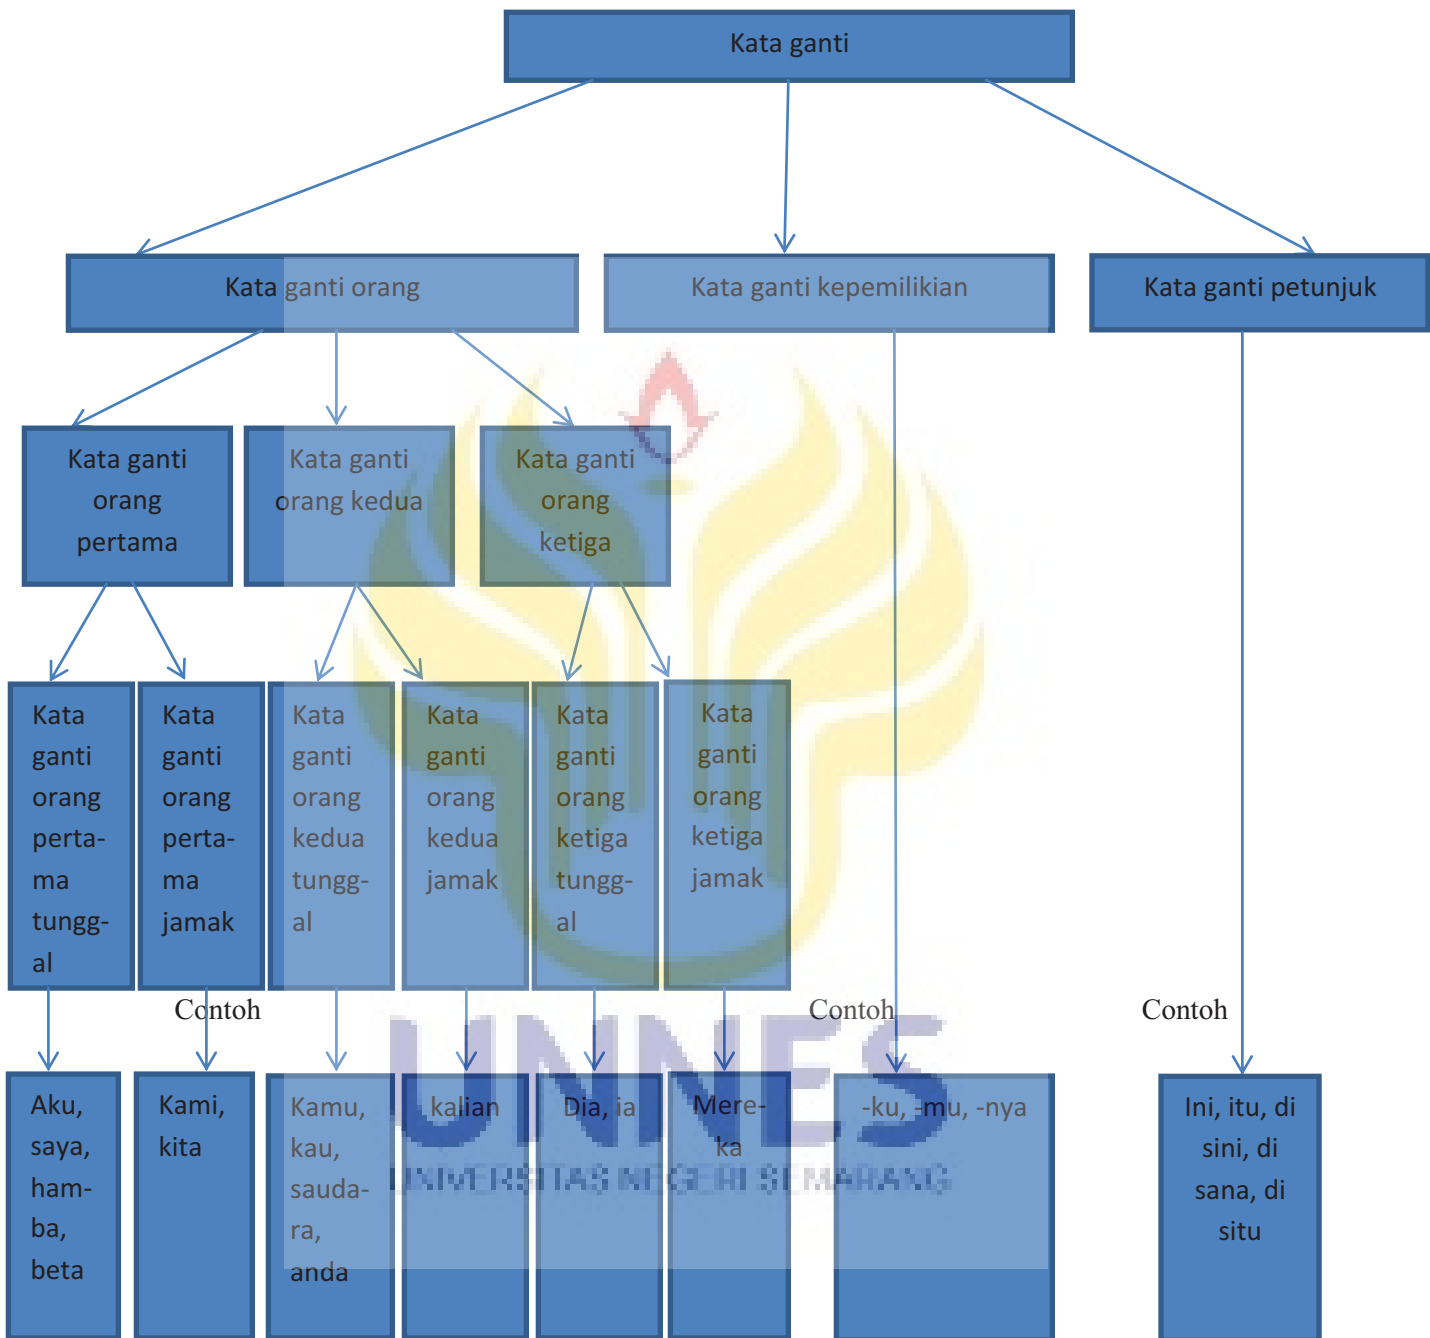 Kata ganti
Kata ganti orang
Kata ganti kepemilikian
Kata ganti petunjuk
Kata ganti
orang
pertama
Kata ganti
orang kedua
Kata ganti
orang
ketiga
Kata
ganti
orang
perta-
ma
tungg-
al
Kata
ganti
orang
perta-
ma
jamak
Kata
ganti
orang
kedua
tungg-
al
Kata
ganti
orang
kedua
jamak
Kata
ganti
orang
ketiga
tungg-
al
Kata
ganti
orang
ketiga
jamak
Contoh
Contoh
Contoh
Aku,
saya,
ham-
ba,
beta
Kami,
kita
Kamu,
kau,
sauda-
ra,
anda
kalian
Dia, ia
Mere-
ka
-ku, -mu, -nya
Ini, itu, di
sini, di
sana, di
situ
UNNES
UNIVERSITAS NEGERI SEMARANG